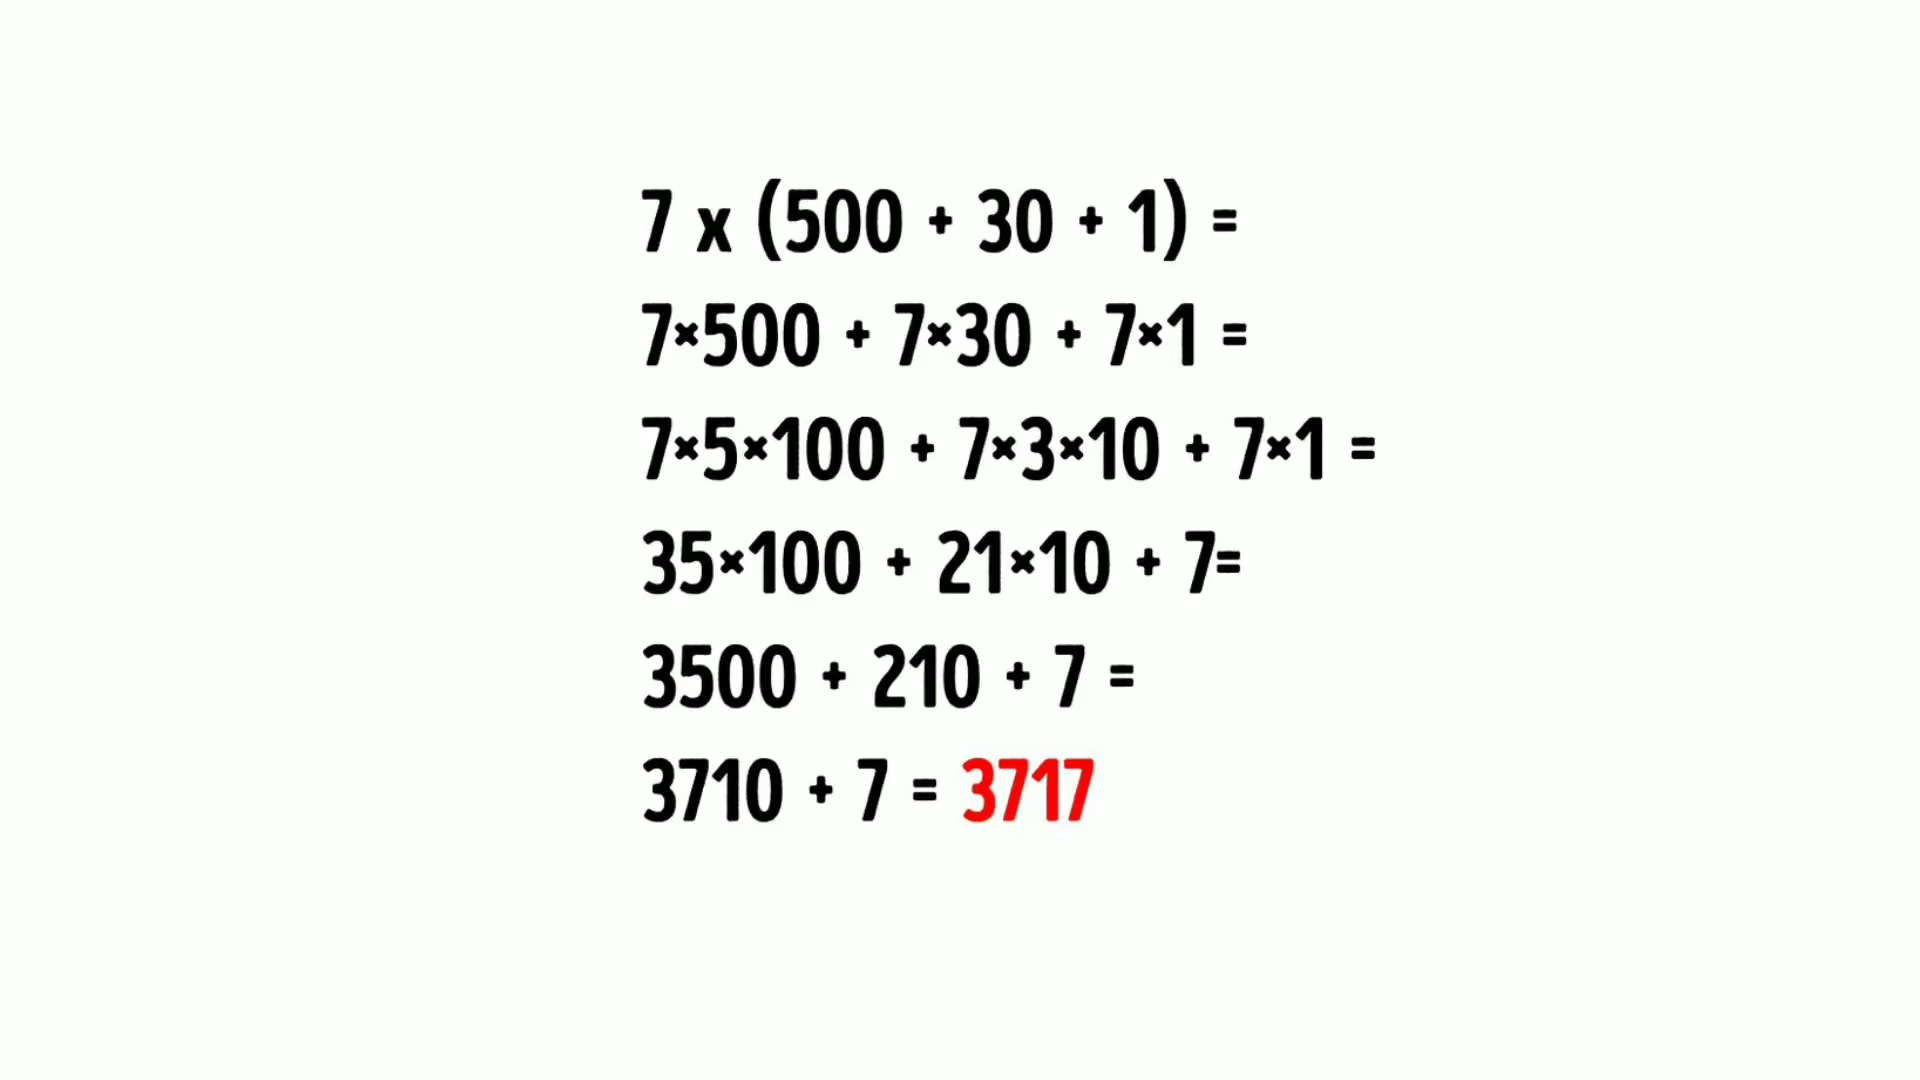 7 x (500 + 30 + 1) =
7×500 + 7×30 + 7×1 =
7×5×100 + 7×3×10 + 7×1 =
35×100 + 21×10 + 7=
3500 + 210 + 7 =
3710 + 7 = 3717